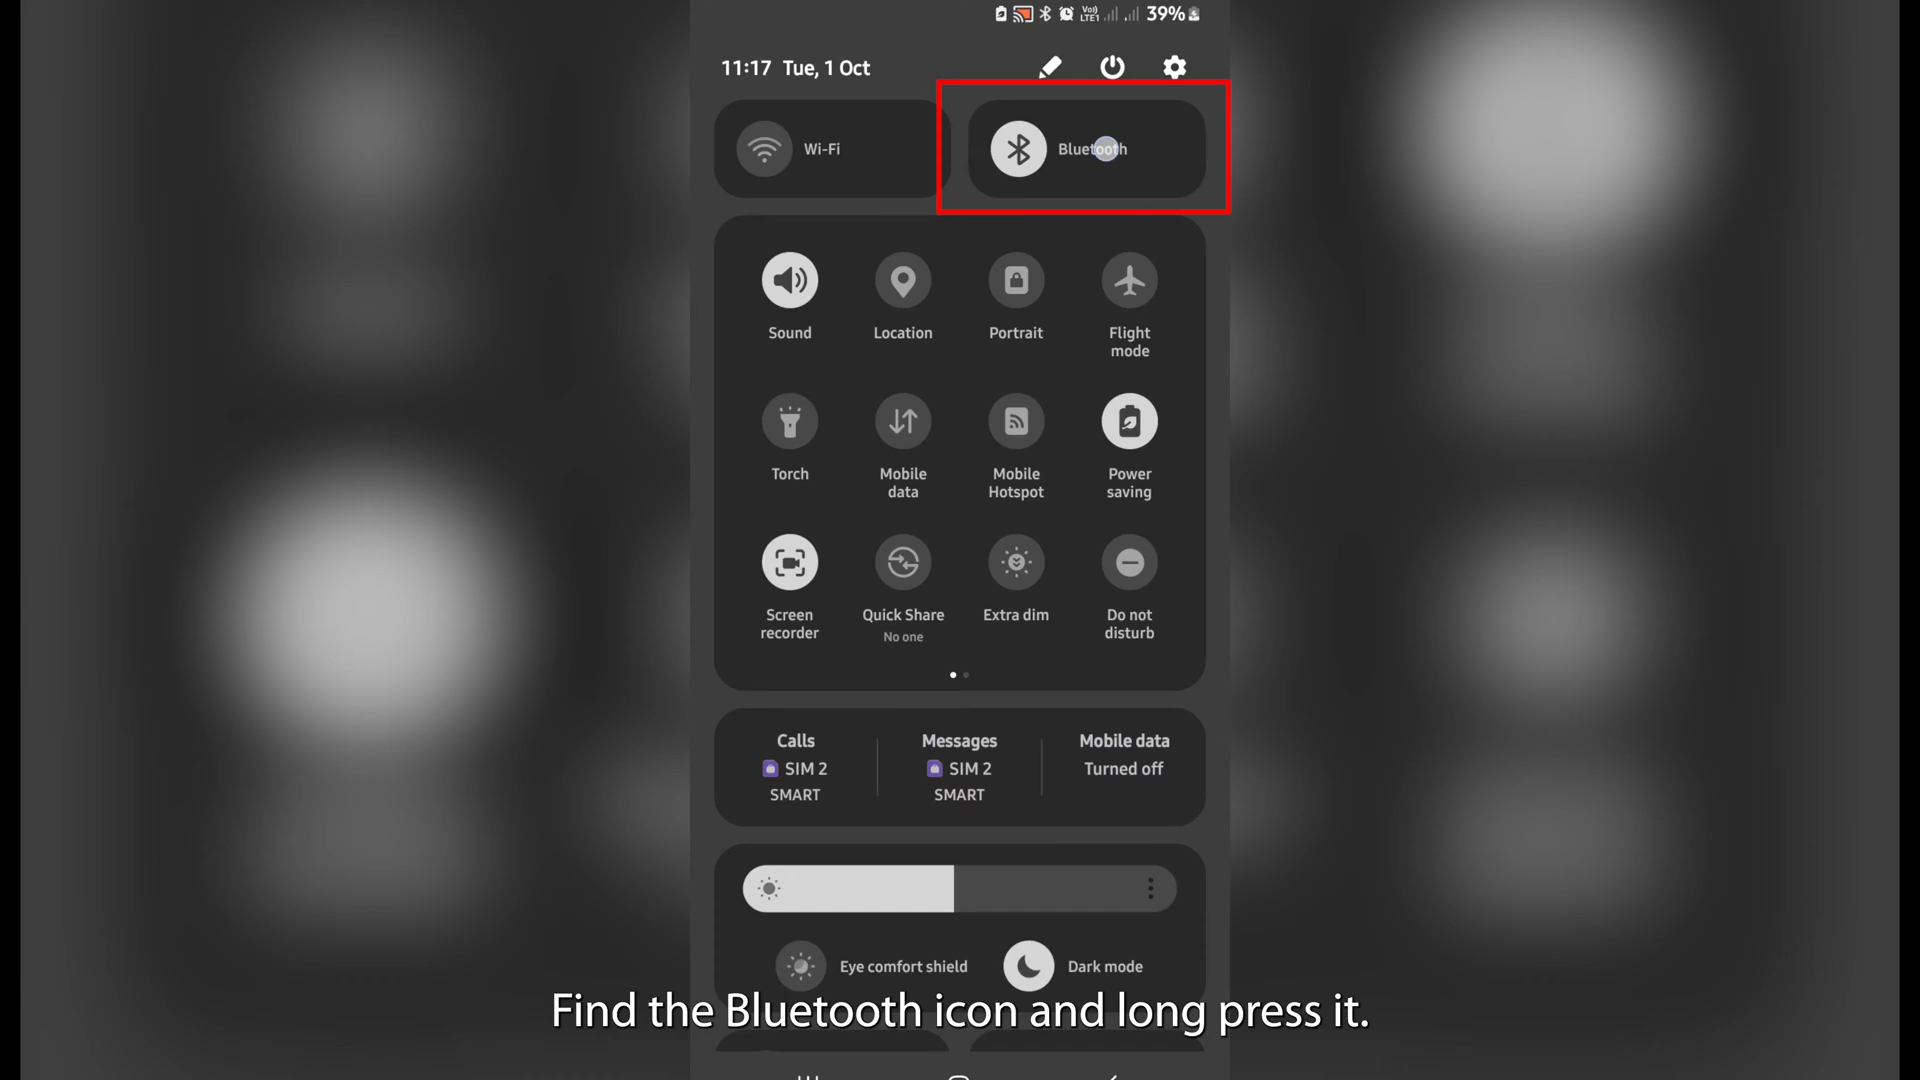 Vo)) LTE1 39%
11:17 Tue, 1 Oct
Wi-Fi
Bluetooth
Sound
Location
Portrait
Flight
mode
Torch
Mobile
data
Mobile
Hotspot
Power
saving
Screen
recorder
Quick Share
No one
Extra dim
Do not
disturb
Calls
SIM 2
SMART
Messages
SIM 2
SMART
Mobile data
Turned off
Eye comfort shield
Dark mode
Find the Bluetooth icon and long press it.